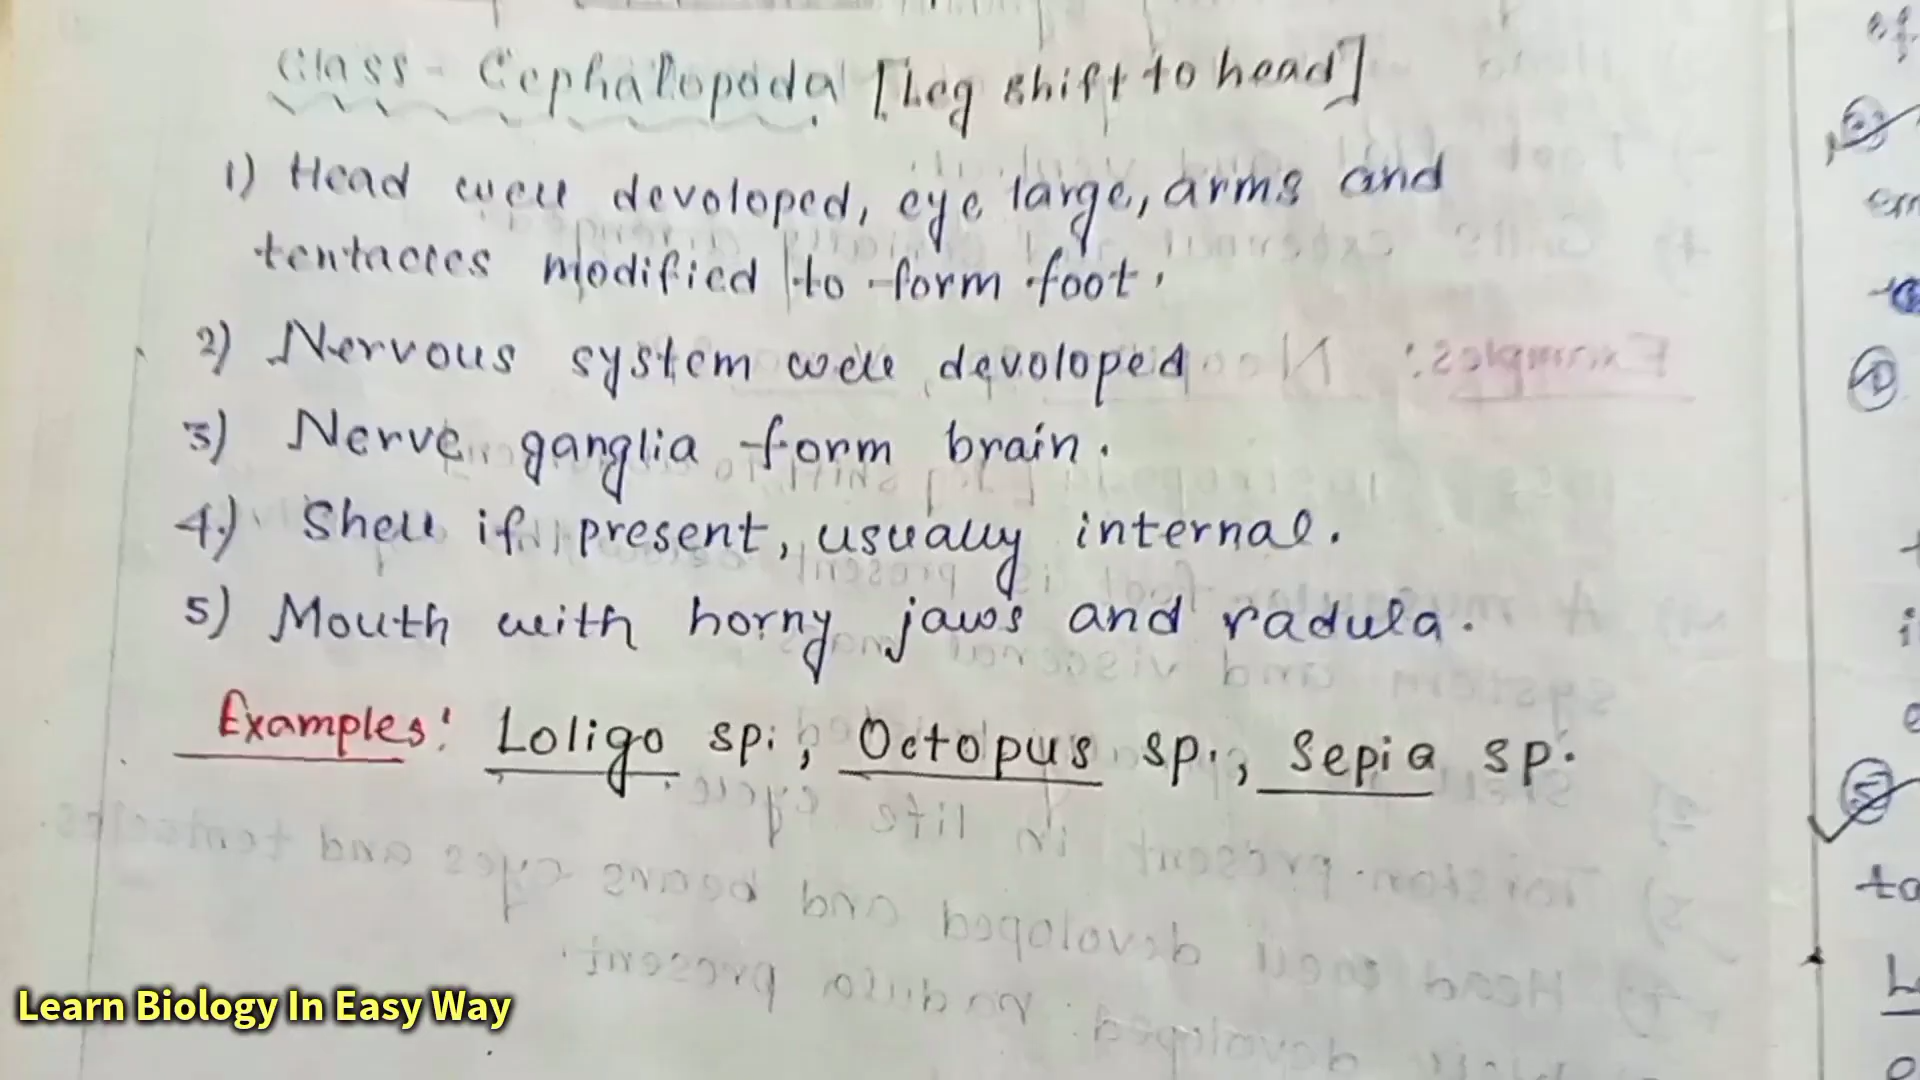 Class - Cephalopoda [Leg shift to head]
1) Head well devoloped, eye large, arms and
tentacles modified to form foot.
2) Nervous system well devoloped
3) Nerve ganglia form brain.
4.) Shell if present, usually internal.
5) Mouth with horny jaws and radula.
Examples: Loligo sp., Octopus sp., Sepia sp.
Learn Biology In Easy Way